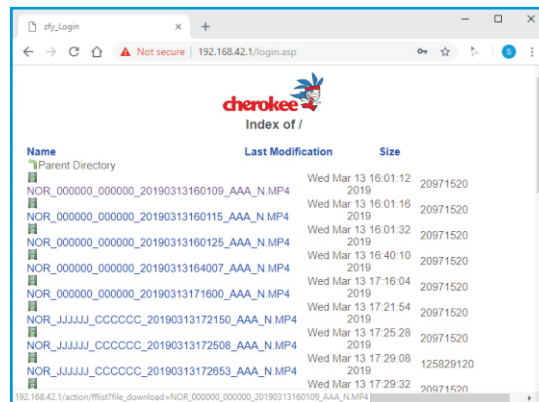 zfy_Login
Not secure | 192.168.42.1/login.asp
S
cherokee
Index of /
Name Last Modification Size
Parent Directory
NOR_000000_000000_20190313160109_AAA_N.MP4 Wed Mar 13 16:01:12 2019 20971520
NOR_000000_000000_20190313160115_AAA_N.MP4 Wed Mar 13 16:01:16 2019 20971520
NOR_000000_000000_20190313160125_AAA_N.MP4 Wed Mar 13 16:01:32 2019 20971520
NOR_000000_000000_20190313164007_AAA_N.MP4 Wed Mar 13 16:40:10 2019 20971520
NOR_000000_000000_20190313171600_AAA_N.MP4 Wed Mar 13 17:16:04 2019 20971520
NOR_JJJJJJ_CCCCCC_20190313172150_AAA_N.MP4 Wed Mar 13 17:21:54 2019 20971520
NOR_JJJJJJ_CCCCCC_20190313172508_AAA_N.MP4 Wed Mar 13 17:25:28 2019 20971520
NOR_JJJJJJ_CCCCCC_20190313172653_AAA_N.MP4 Wed Mar 13 17:29:08 2019 125829120
Wed Mar 13 17:29:32 20971520
192.168.42.1/action/fflist?file_download=NOR_000000_000000_20190313160109_AAA_N.MP4